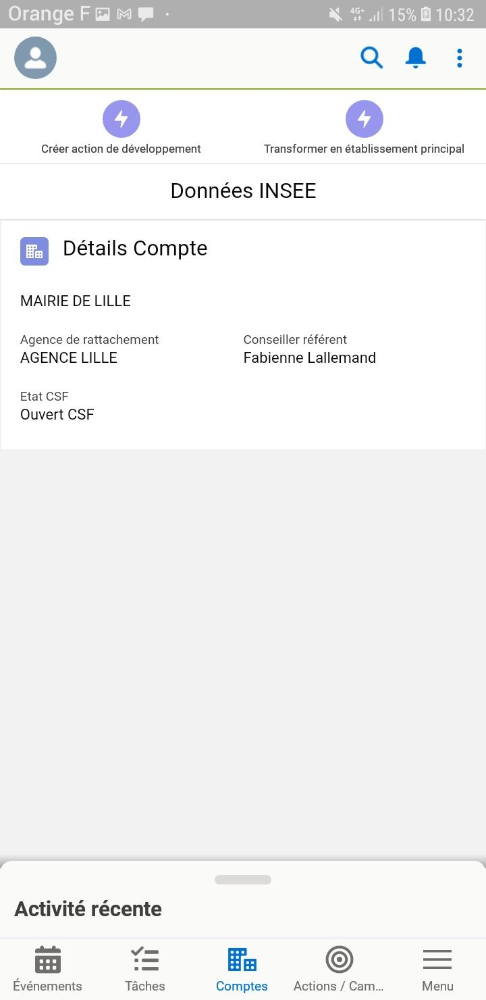 Orange F 4G+ 15% 10:32
Créer action de développement Transformer en établissement principal
Données INSEE
Détails Compte
MAIRIE DE LILLE
Agence de rattachement Conseiller référent
AGENCE LILLE Fabienne Lallemand
Etat CSF
Ouvert CSF
Activité récente
Événements Tâches Comptes Actions / Cam... Menu